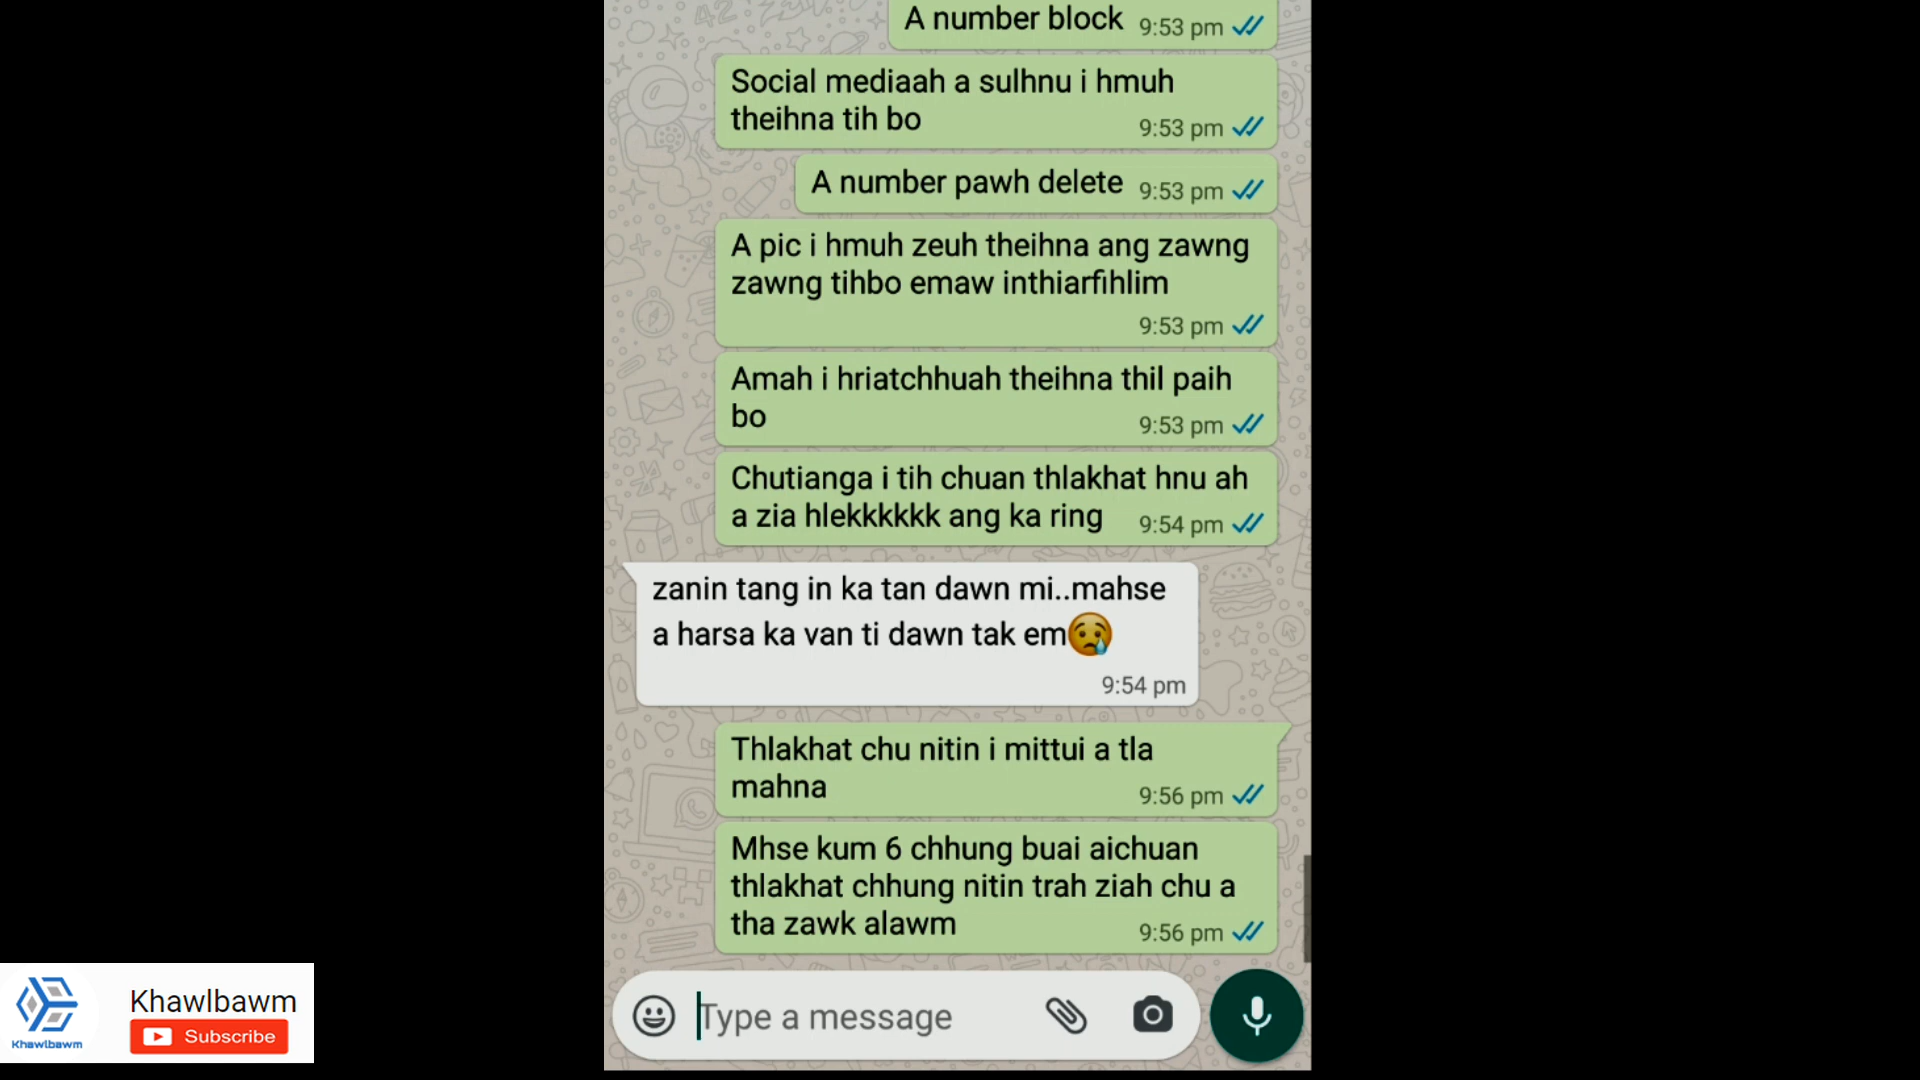 A number block 9:53 pm
Social mediaah a sulhnu i hmuh
theihna tih bo 9:53 pm
A number pawh delete 9:53 pm
A pic i hmuh zeuh theihna ang zawng
zawng tihbo emaw inthiarfihlim
9:53 pm
Amah i hriatchhuah theihna thil paih
bo 9:53 pm
Chutianga i tih chuan thlakhat hnu ah
a zia hlekkkkkk ang ka ring 9:54 pm
zanin tang in ka tan dawn mi..mahse
a harsa ka van ti dawn tak em😢
9:54 pm
Thlakhat chu nitin i mittui a tla
mahna 9:56 pm
Mhse kum 6 chhung buai aichuan
thlakhat chhung nitin trah ziah chu a
tha zawk alawm 9:56 pm
Type a message
Khawlbawm
Subscribe
Khawlbawm